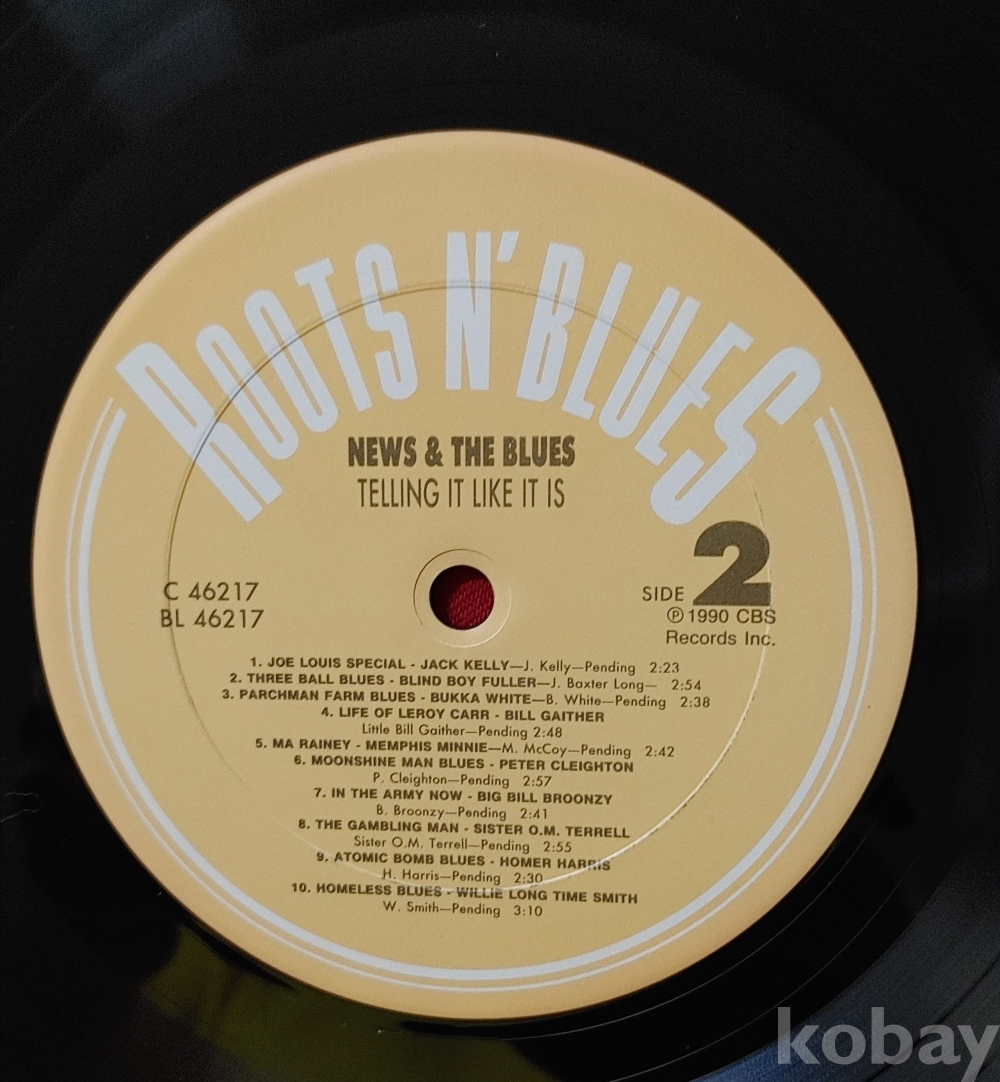 ROOTS N' BLUES
NEWS & THE BLUES
TELLING IT LIKE IT IS
C 46217
BL 46217
SIDE 2
℗ 1990 CBS
Records Inc.
1. JOE LOUIS SPECIAL - JACK KELLY—J. Kelly—Pending 2:23
2. THREE BALL BLUES - BLIND BOY FULLER—J. Baxter Long— 2:54
3. PARCHMAN FARM BLUES - BUKKA WHITE—B. White—Pending 2:38
4. LIFE OF LEROY CARR - BILL GAITHER
Little Bill Gaither—Pending 2:48
5. MA RAINEY - MEMPHIS MINNIE—M. McCoy—Pending 2:42
6. MOONSHINE MAN BLUES - PETER CLEIGHTON
P. Cleighton—Pending 2:57
7. IN THE ARMY NOW - BIG BILL BROONZY
B. Broonzy—Pending 2:41
8. THE GAMBLING MAN - SISTER O.M. TERRELL
Sister O.M. Terrell—Pending 2:55
9. ATOMIC BOMB BLUES - HOMER HARRIS
H. Harris—Pending 2:30
10. HOMELESS BLUES - WILLIE LONG TIME SMITH
W. Smith—Pending 3:10
kobay